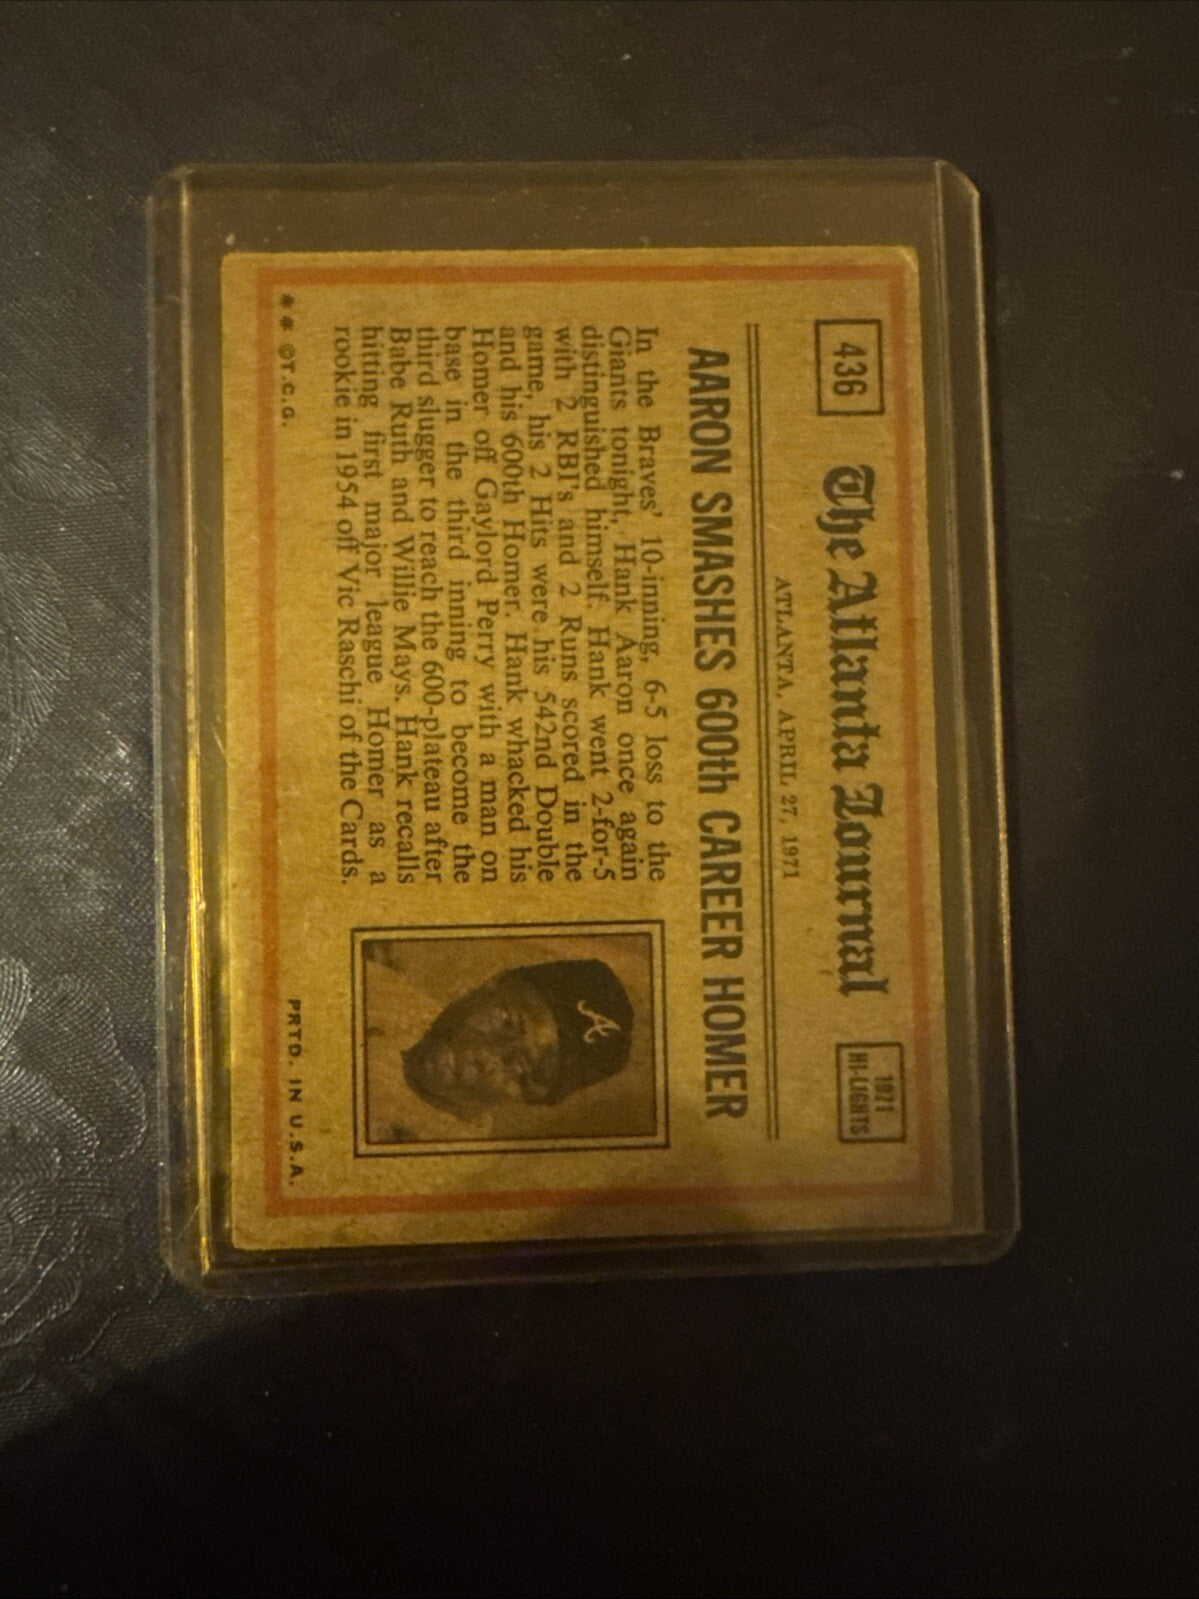 436
The Atlanta Journal
1971
HI-LIGHTS
ATLANTA, APRIL 27, 1971
AARON SMASHES 600th CAREER HOMER
In the Braves' 10-inning, 6-5 loss to the
Giants tonight, Hank Aaron once again
distinguished himself. Hank went 2-for-5
with 2 RBI's and 2 Runs scored in the
game, his 2 Hits were his 542nd Double
and his 600th Homer. Hank whacked his
Homer off Gaylord Perry with a man on
base in the third inning to become the
third slugger to reach the 600-plateau after
Babe Ruth and Willie Mays. Hank recalls
hitting first major league Homer as a
rookie in 1954 off Vic Raschi of the Cards.
A
** ©T.C.G.
PRTD. IN U.S.A.